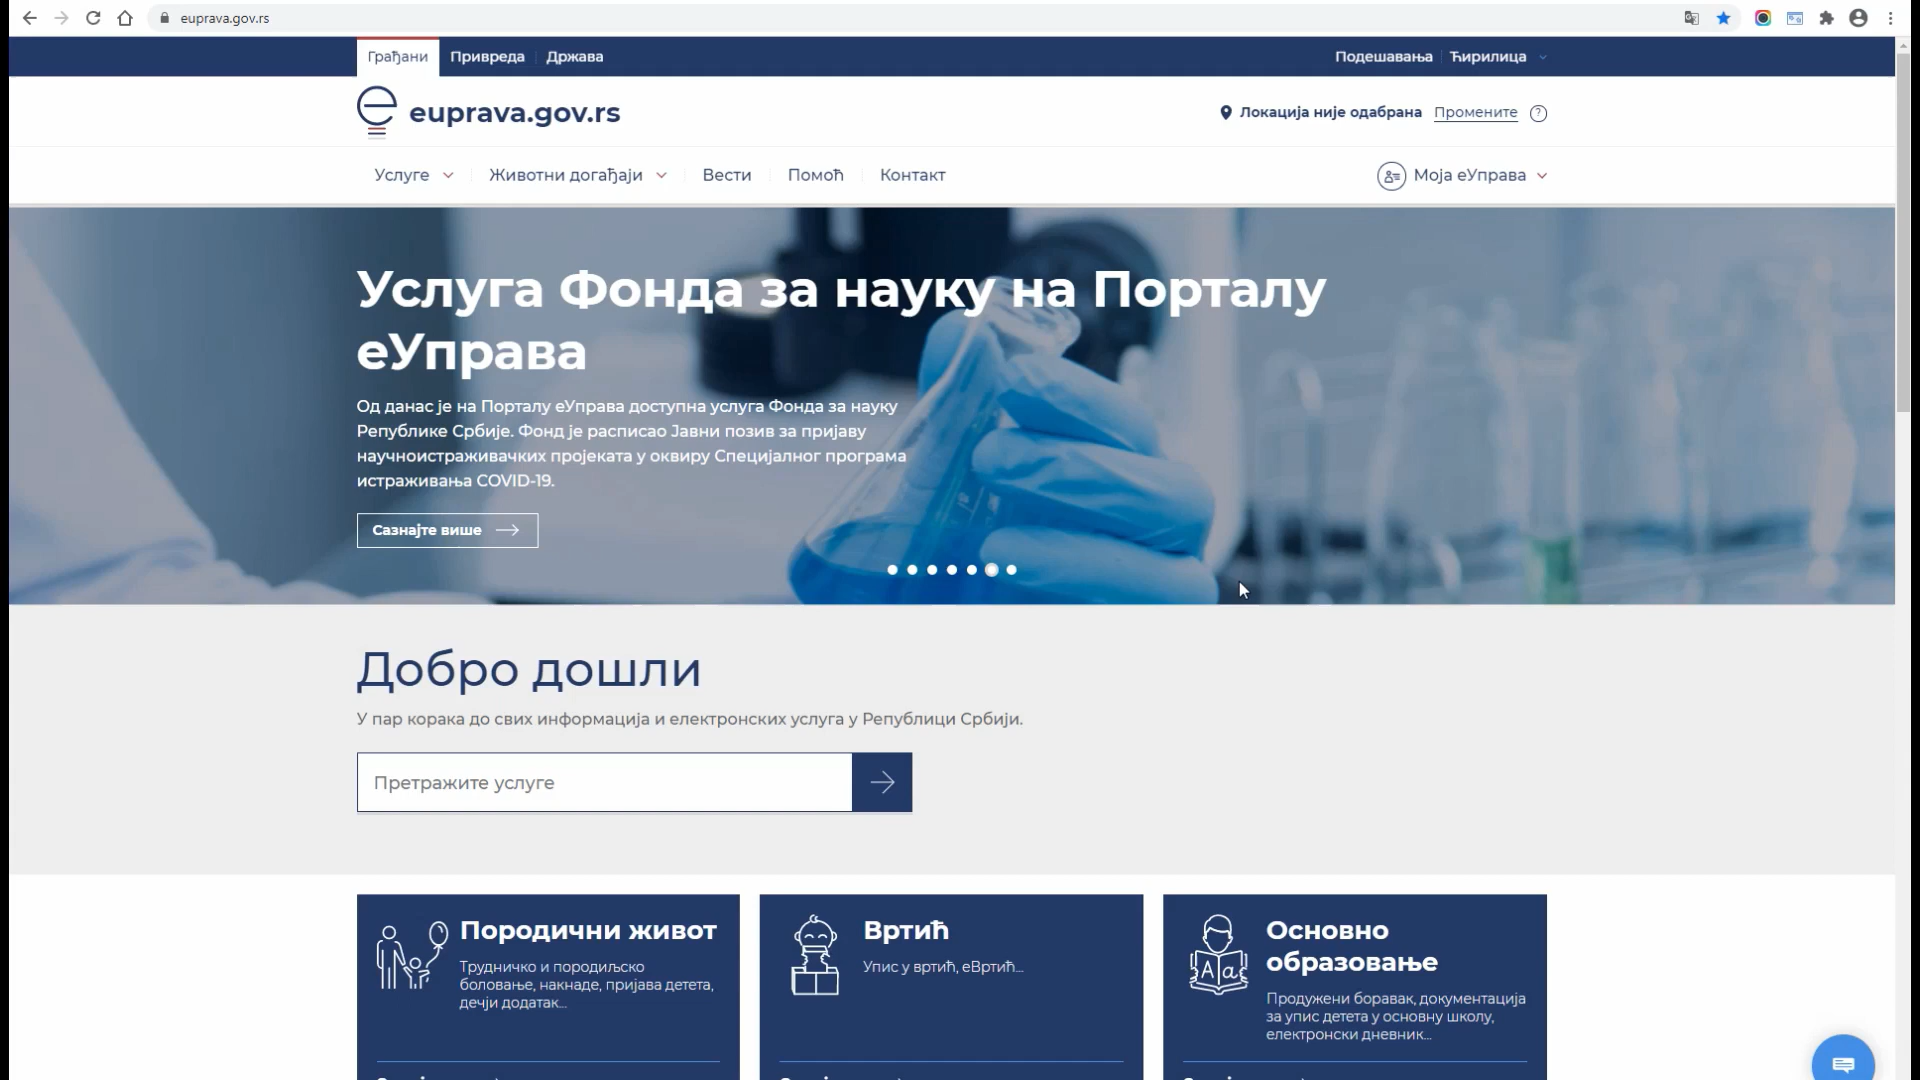 euprava.gov.rs
Грађани Привреда Држава Подешавања Ћирилица
euprava.gov.rs Локација није одабрана Промените ?
Услуге Животни догађаји Вести Помоћ Контакт Моја еУправа
Услуга Фонда за науку на Порталу
еУправа
Од данас је на Порталу еУправа доступна услуга Фонда за науку
Републике Србије. Фонд је расписао Јавни позив за пријаву
научноистраживачких пројеката у оквиру Специјалног програма
истраживања COVID-19.
Сазнајте више
Добро дошли
У пар корака до свих информација и електронских услуга у Републици Србији.
Претражите услуге
Породични живот
Трудничко и породиљско
боловање, накнаде, пријава детета,
дечји додатак...
Вртић
Упис у вртић, еВртић...
Основно
образовање
Продужени боравак, документација
за упис детета у основну школу,
електронски дневник...